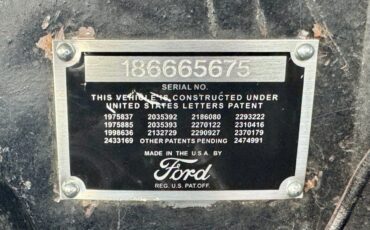 186665675
SERIAL NO.
THIS VEHICLE IS CONSTRUCTED UNDER
UNITED STATES LETTERS PATENT
1975837 2035392 2186080 2293222
1975885 2035393 2270122 2310416
1998636 2132729 2290927 2370179
2433169 OTHER PATENTS PENDING 2474991
MADE IN THE U.S.A. BY
Ford
REG. U.S. PAT. OFF.